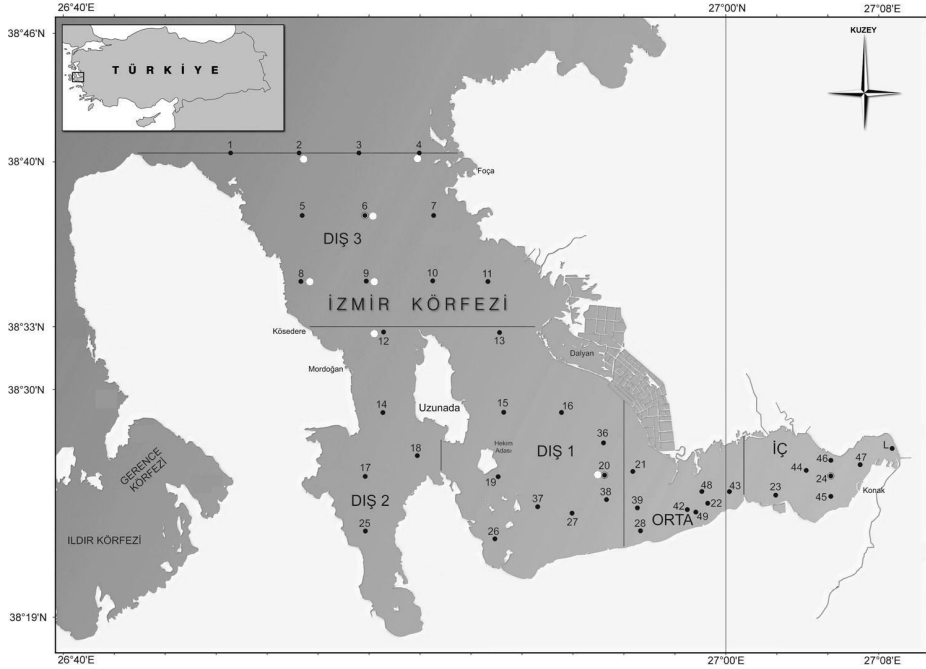 26°40'E
27°00'E
27°08'E
38°46'N
KUZEY
TÜRKİYE
1
2
3
4
38°40'N
Foça
5
6
7
DIŞ 3
8
9
10
11
İZMİR KÖRFEZİ
38°33'N
Kösedere
12
13
Dalyan
Mordoğan
38°30'N
14
Uzunada
15
16
36
DIŞ 1
Hekim
Adası
18
İÇ
L
46
47
44
24
GERENCE
KÖRFEZİ
17
19
20
21
Konak
DIŞ 2
48
43
23
45
37
38
39
42
22
49
27
ORTA
25
26
28
ILDIR KÖRFEZİ
38°19'N
26°40'E
27°00'E
27°08'E